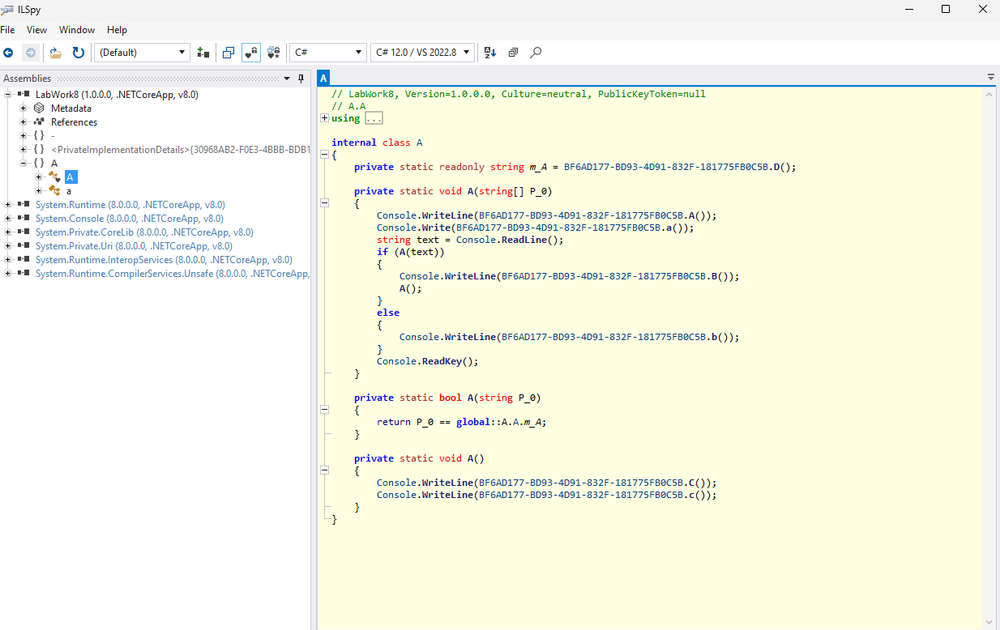 ILSpy
File View Window Help
(Default) C# C# 12.0 / VS 2022.8
Assemblies
LabWork8 (1.0.0.0, .NETCoreApp, v8.0)
Metadata
References
{ } -
{ } <PrivateImplementationDetails>{30968AB2-F0E3-4BBB-BDB1
{ } A
A
a
System.Runtime (8.0.0.0, .NETCoreApp, v8.0)
System.Console (8.0.0.0, .NETCoreApp, v8.0)
System.Private.CoreLib (8.0.0.0, .NETCoreApp, v8.0)
System.Private.Uri (8.0.0.0, .NETCoreApp, v8.0)
System.Runtime.InteropServices (8.0.0.0, .NETCoreApp, v8.0)
System.Runtime.CompilerServices.Unsafe (8.0.0.0, .NETCoreApp,
A
// LabWork8, Version=1.0.0.0, Culture=neutral, PublicKeyToken=null
// A.A
using ...
internal class A
{
private static readonly string m_A = BF6AD177-BD93-4D91-832F-181775FB0C5B.D();
private static void A(string[] P_0)
{
Console.WriteLine(BF6AD177-BD93-4D91-832F-181775FB0C5B.A());
Console.Write(BF6AD177-BD93-4D91-832F-181775FB0C5B.a());
string text = Console.ReadLine();
if (A(text))
{
Console.WriteLine(BF6AD177-BD93-4D91-832F-181775FB0C5B.B());
A();
}
else
{
Console.WriteLine(BF6AD177-BD93-4D91-832F-181775FB0C5B.b());
}
Console.ReadKey();
}
private static bool A(string P_0)
{
return P_0 == global::A.A.m_A;
}
private static void A()
{
Console.WriteLine(BF6AD177-BD93-4D91-832F-181775FB0C5B.C());
Console.WriteLine(BF6AD177-BD93-4D91-832F-181775FB0C5B.c());
}
}